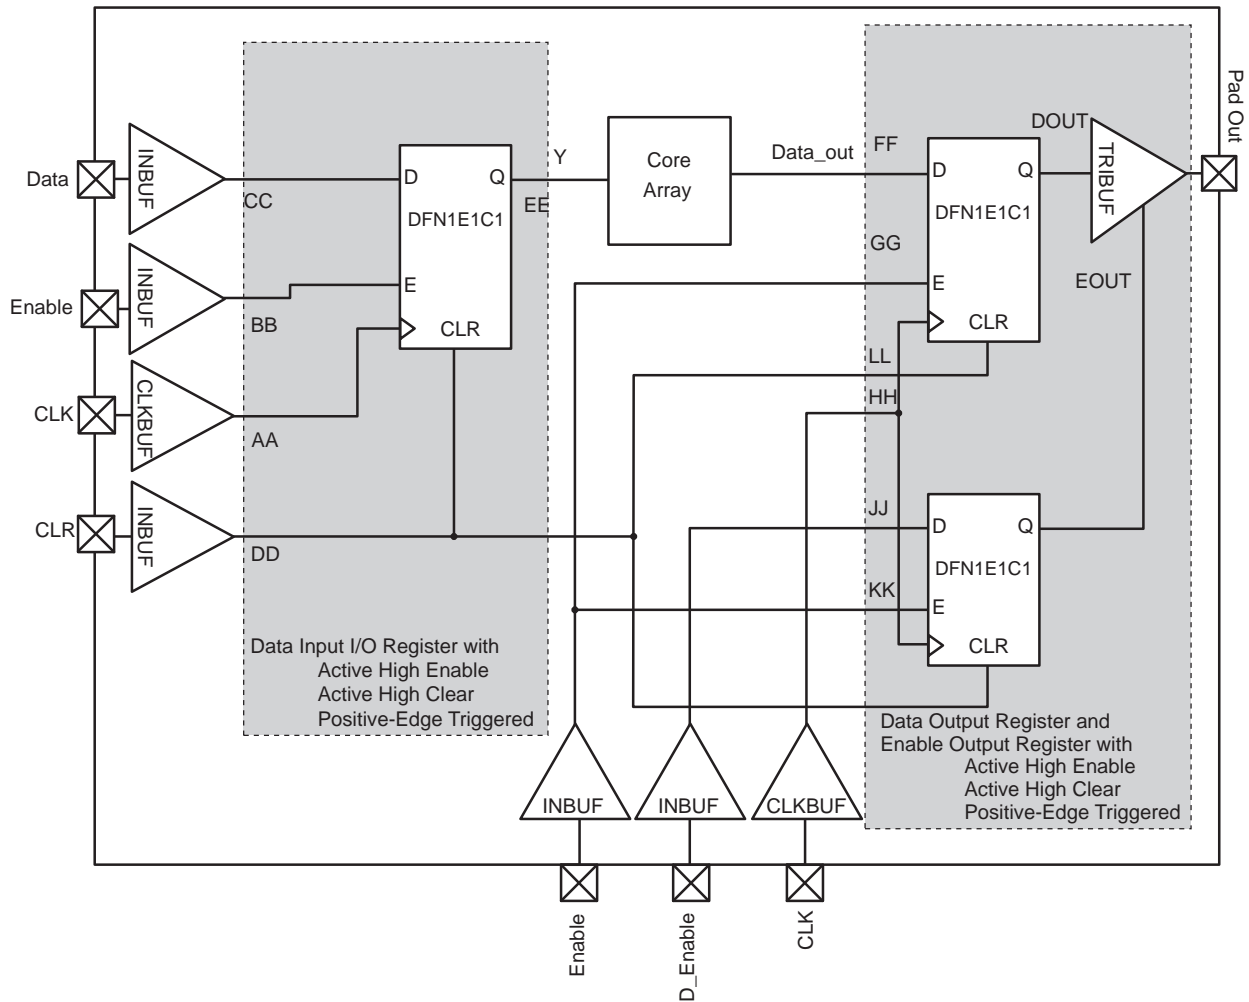 Data
INBUF
CC
D
Q
DFN1E1C1
E
CLR
Y
EE
Core
Array
Data_out
FF
D
Q
DFN1E1C1
GG
E
CLR
DOUT
TRIBUF
Pad Out
EOUT
Enable
INBUF
BB
CLK
CLKBUF
AA
CLR
INBUF
DD
LL
HH
JJ
D
Q
DFN1E1C1
KK
E
CLR
Data Input I/O Register with
Active High Enable
Active High Clear
Positive-Edge Triggered
Data Output Register and
Enable Output Register with
Active High Enable
Active High Clear
Positive-Edge Triggered
INBUF
INBUF
CLKBUF
Enable
D_Enable
CLK